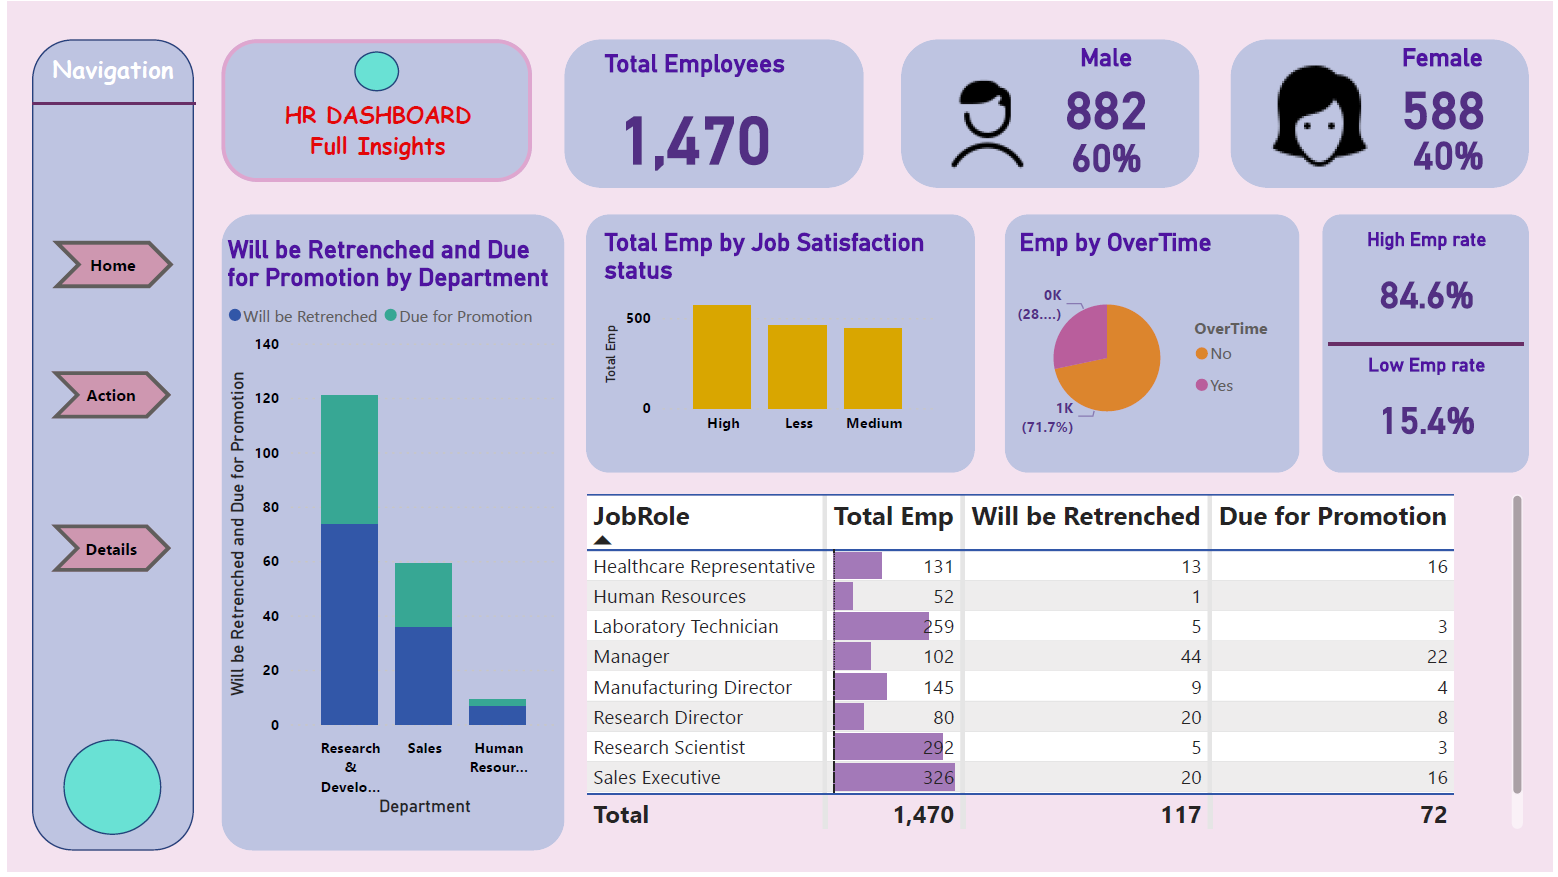 Navigation
Home
Action
Details
HR DASHBOARD
Full Insights
Total Employees
1,470
Male
882
60%
Female
588
40%
Will be Retrenched and Due
for Promotion by Department
Will be Retrenched Due for Promotion
Will be Retrenched and Due for Promotion
140
120
100
80
60
40
20
0
Research
&
Develo...
Sales
Human
Resour...
Department
Total Emp by Job Satisfaction
status
Total Emp
500
0
High Less Medium
Emp by OverTime
0K
(28....)
1K
(71.7%)
OverTime
No
Yes
High Emp rate
84.6%
Low Emp rate
15.4%
JobRole Total Emp Will be Retrenched Due for Promotion
Healthcare Representative 131 13 16
Human Resources 52 1
Laboratory Technician 259 5 3
Manager 102 44 22
Manufacturing Director 145 9 4
Research Director 80 20 8
Research Scientist 292 5 3
Sales Executive 326 20 16
Total 1,470 117 72